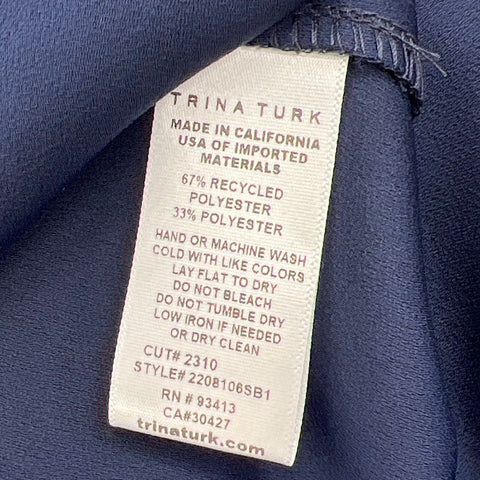 TRINA TURK
MADE IN CALIFORNIA
USA OF IMPORTED
MATERIALS
67% RECYCLED
POLYESTER
33% POLYESTER
HAND OR MACHINE WASH
COLD WITH LIKE COLORS
LAY FLAT TO DRY
DO NOT BLEACH
DO NOT TUMBLE DRY
LOW IRON IF NEEDED
OR DRY CLEAN
CUT# 2310
STYLE# 2208106SB1
RN # 93413
CA#30427
trinaturk.com